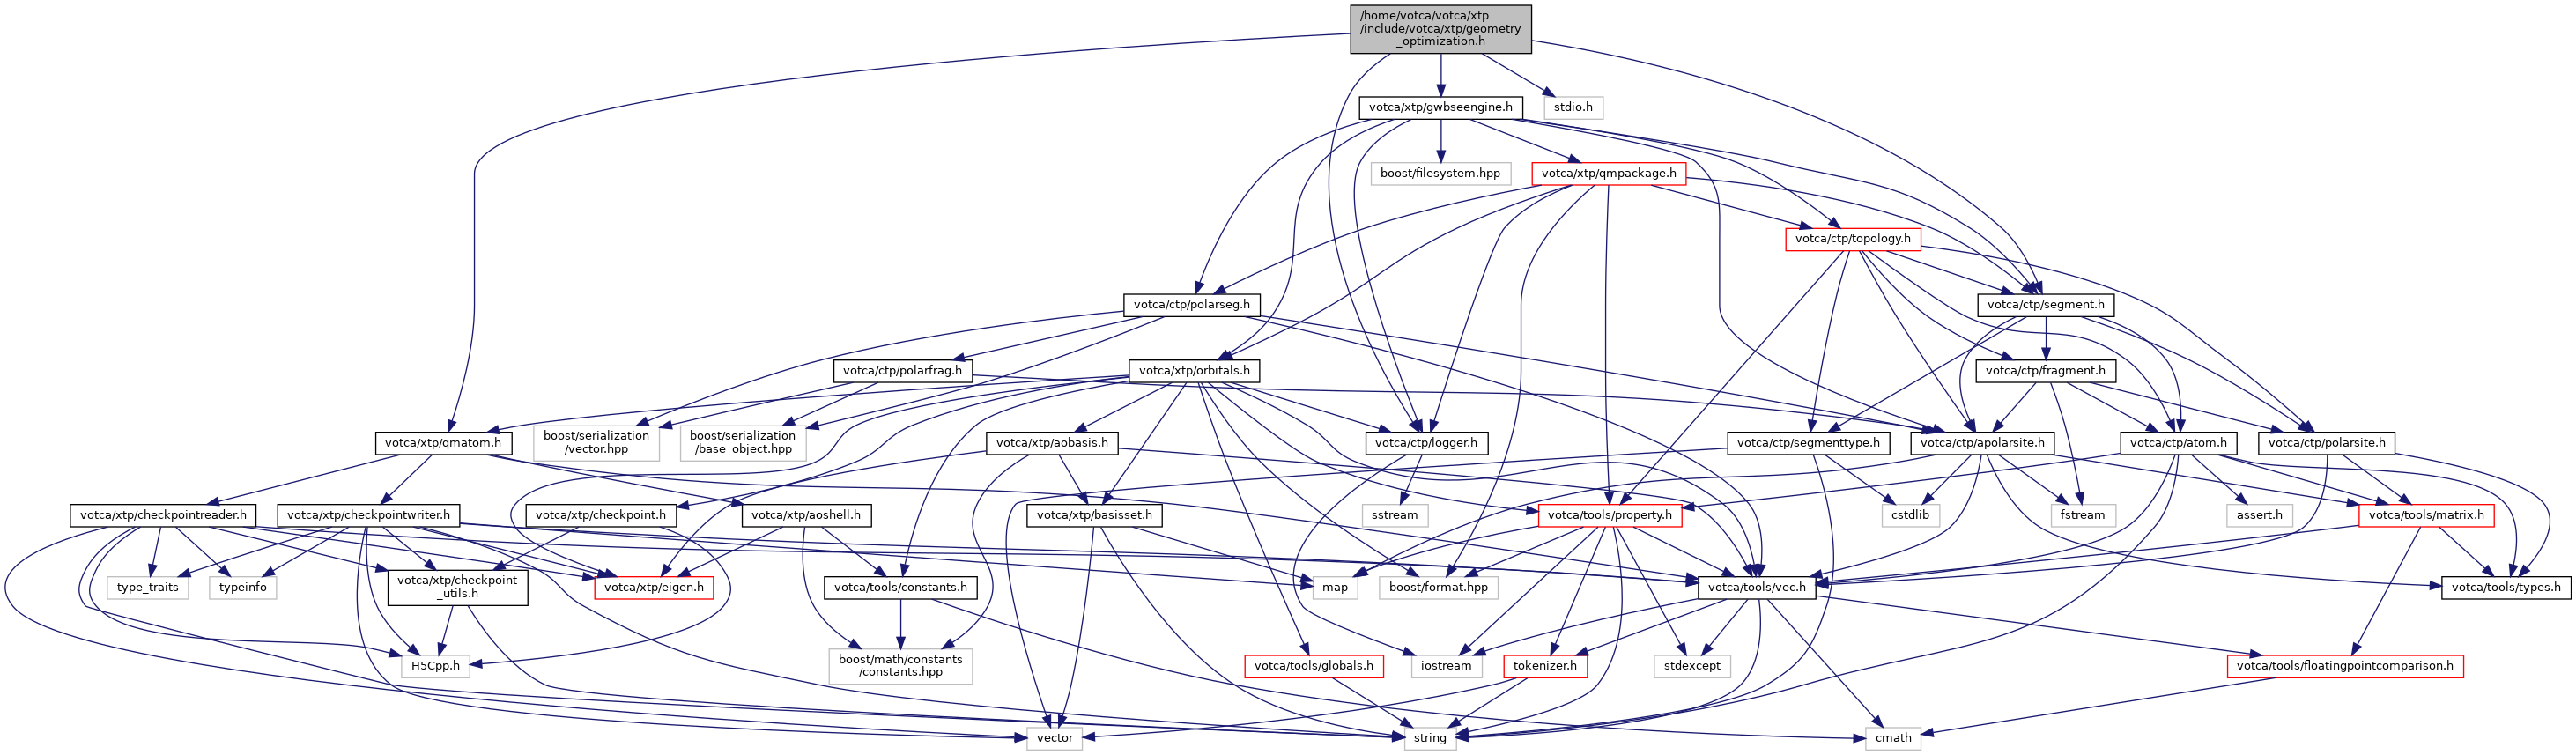 /home/votca/votca/xtp
/include/votca/xtp/geometry
_optimization.h
votca/xtp/gwbseengine.h
stdio.h
boost/filesystem.hpp
votca/xtp/qmpackage.h
votca/ctp/topology.h
votca/ctp/polarseg.h
votca/ctp/segment.h
votca/ctp/polarfrag.h
votca/xtp/orbitals.h
votca/ctp/fragment.h
votca/xtp/qmatom.h
boost/serialization
/vector.hpp
boost/serialization
/base_object.hpp
votca/xtp/aobasis.h
votca/ctp/logger.h
votca/ctp/segmenttype.h
votca/ctp/apolarsite.h
votca/ctp/atom.h
votca/ctp/polarsite.h
votca/xtp/checkpointreader.h
votca/xtp/checkpointwriter.h
votca/xtp/checkpoint.h
votca/xtp/aoshell.h
votca/xtp/basisset.h
sstream
votca/tools/property.h
cstdlib
fstream
assert.h
votca/tools/matrix.h
type_traits
typeinfo
votca/xtp/checkpoint
_utils.h
votca/xtp/eigen.h
votca/tools/constants.h
map
boost/format.hpp
votca/tools/vec.h
votca/tools/types.h
H5Cpp.h
boost/math/constants
/constants.hpp
votca/tools/globals.h
iostream
tokenizer.h
stdexcept
votca/tools/floatingpointcomparison.h
vector
string
cmath